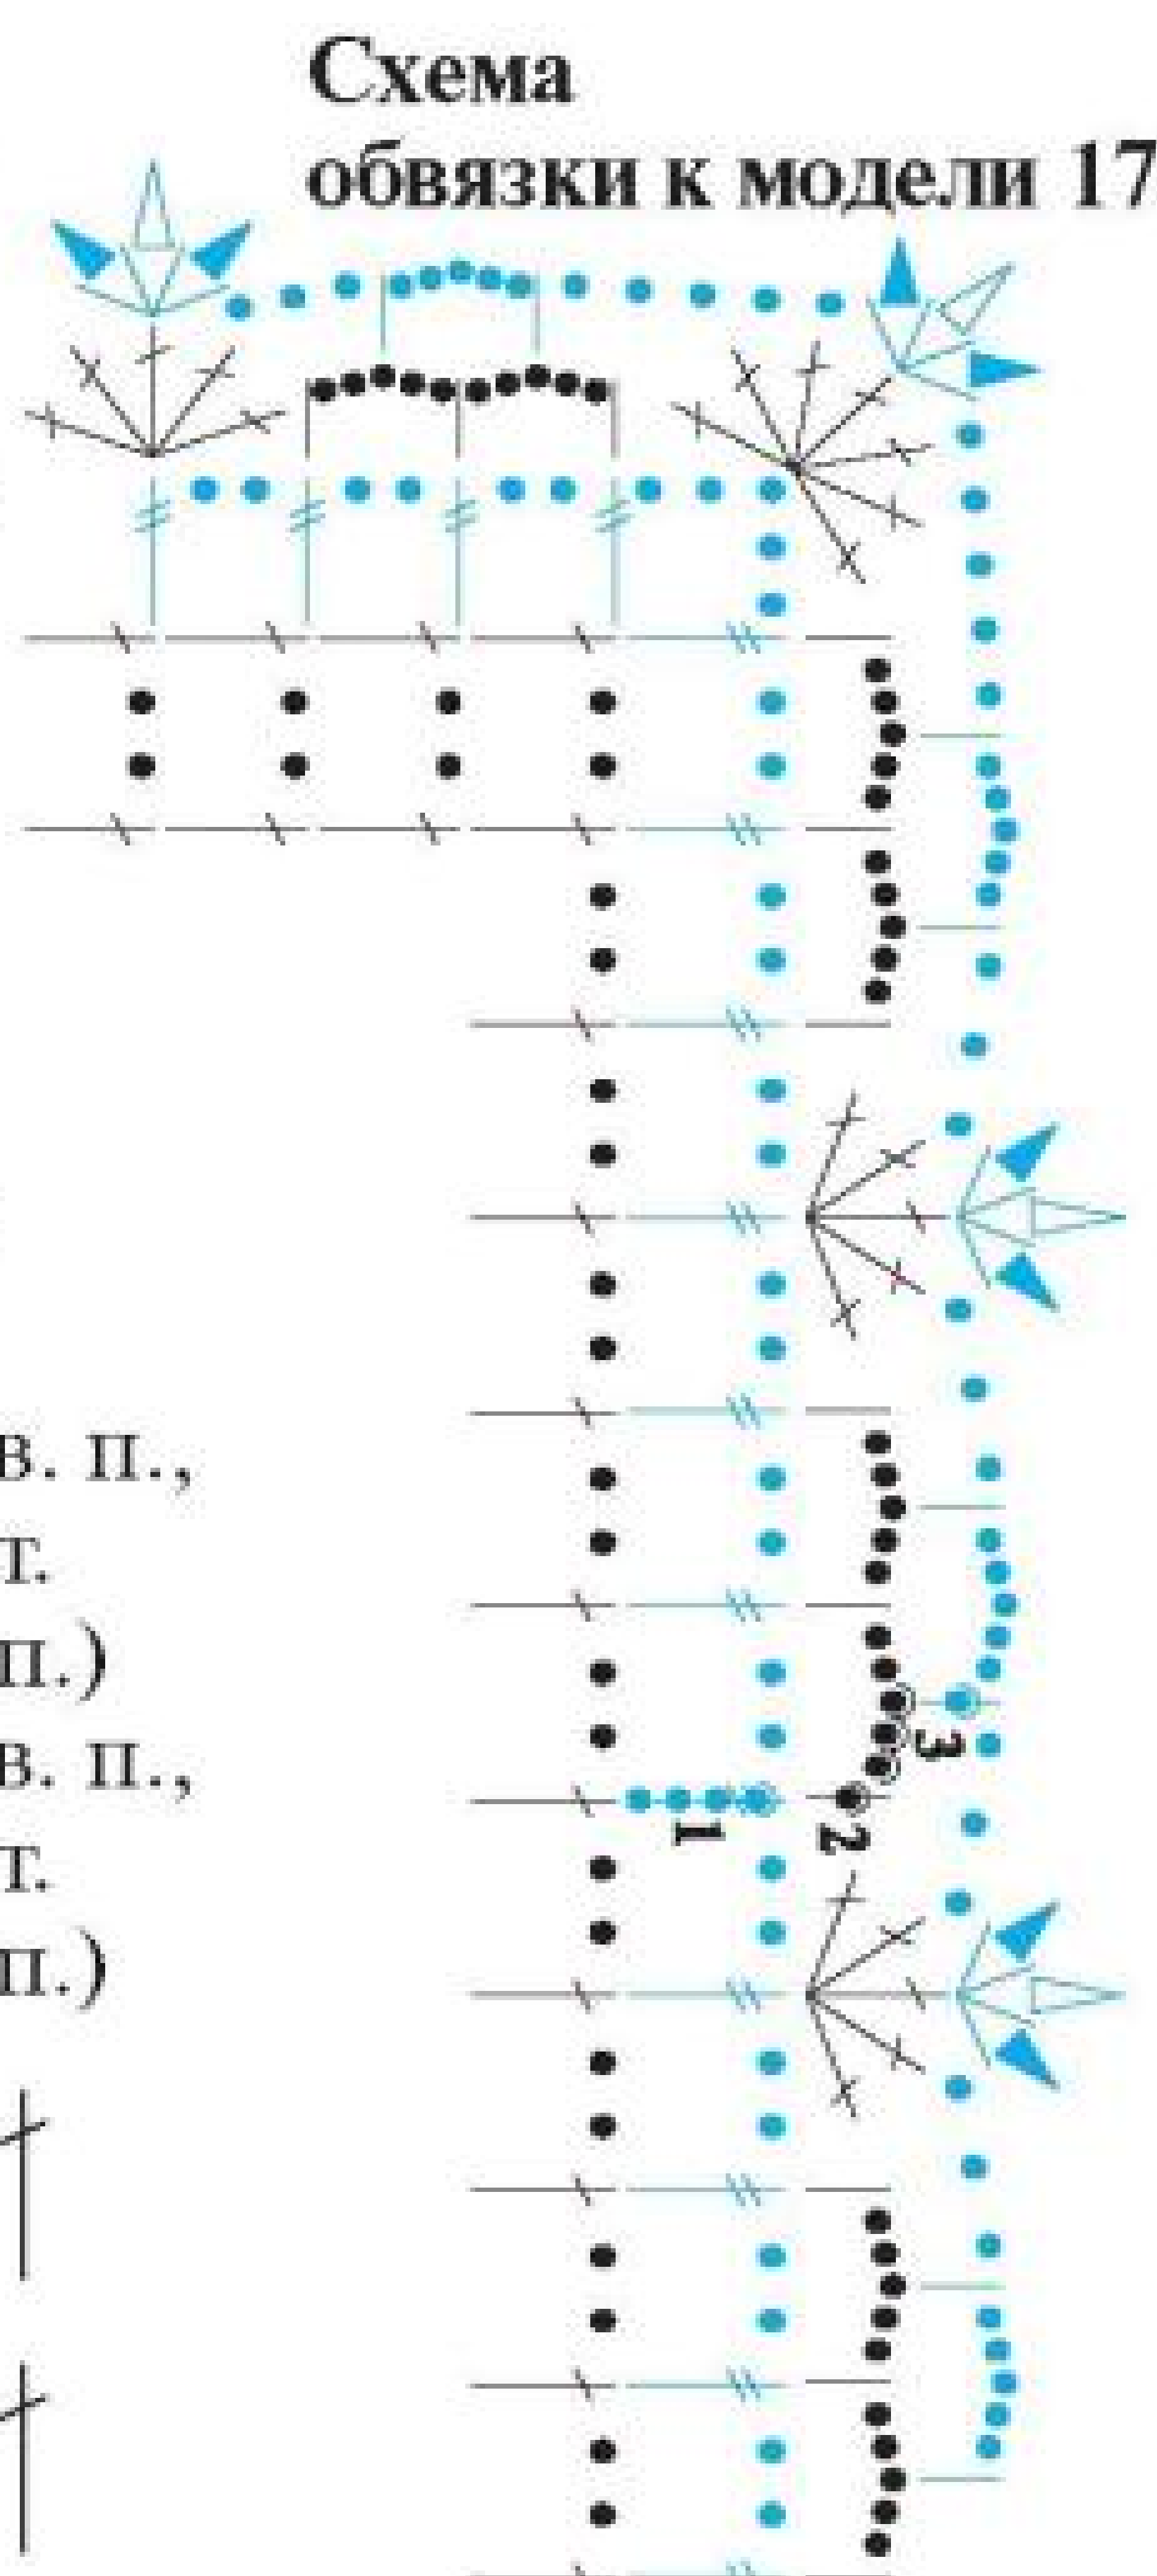 Схема
обвязки к модели 17
в. п.,
т.
п.)
3
в. п.,
1
2
т.
п.)